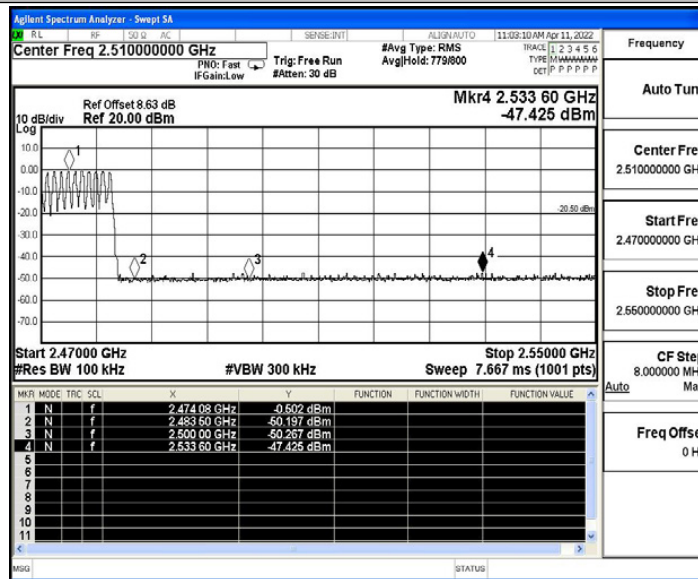 Agilent Spectrum Analyzer - Swept SA
RL RF 50 Ω AC SENSE:INT ALIGNAUTO 11:03:10 AM Apr 11, 2022
Center Freq 2.510000000 GHz
PNO: Fast
IFGain:Low
Trig: Free Run
#Atten: 30 dB
#Avg Type: RMS
Avg|Hold: 779/800
TRACE 1 2 3 4 5 6
TYPE M
DET P P P P P P
Mkr4 2.533 60 GHz
-47.425 dBm
Ref Offset 8.63 dB
10 dB/div Ref 20.00 dBm
Log
10.0
0.00
-10.0
-20.0
-30.0
-40.0
-50.0
-60.0
-70.0
1
2
3
4
-20.50 dBm
Start 2.47000 GHz Stop 2.55000 GHz
#Res BW 100 kHz #VBW 300 kHz Sweep 7.667 ms (1001 pts)
MKR MODE TRC SCL X Y FUNCTION FUNCTION WIDTH FUNCTION VALUE
1 N f 2.474 08 GHz -0.502 dBm
2 N f 2.483 50 GHz -50.197 dBm
3 N f 2.500 00 GHz -50.267 dBm
4 N f 2.533 60 GHz -47.425 dBm
5
6
7
8
9
10
11
MSG STATUS
Frequency
Auto Tun
Center Fre
2.510000000 GH
Start Fre
2.470000000 GH
Stop Fre
2.550000000 GH
CF Ste
8.000000 MH
Auto Ma
Freq Offse
0 H